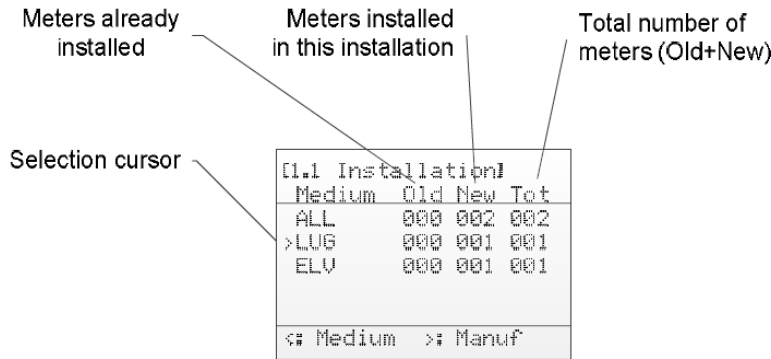 Meters already
installed
Meters installed
in this installation
Total number of
meters (Old+New)
Selection cursor
[1.1 Installation]
Medium Old New Tot
ALL 000 002 002
>LUG 000 001 001
ELV 000 001 001
<: Medium >: Manuf